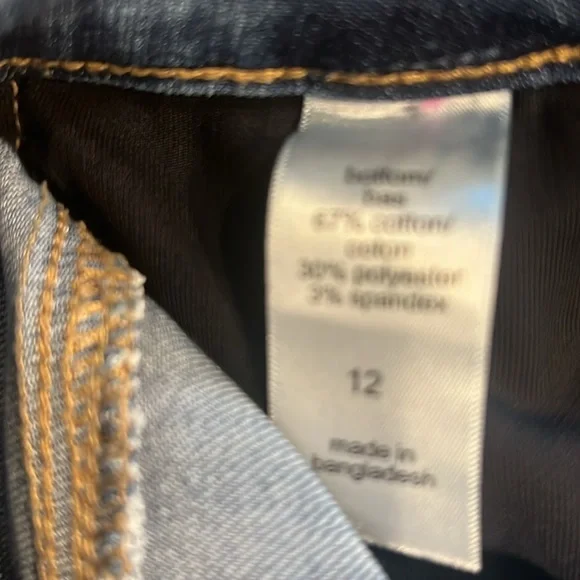 bottom/
bas
67% cotton/
coton
30% polyester
3% spandex
12
made in
bangladesh